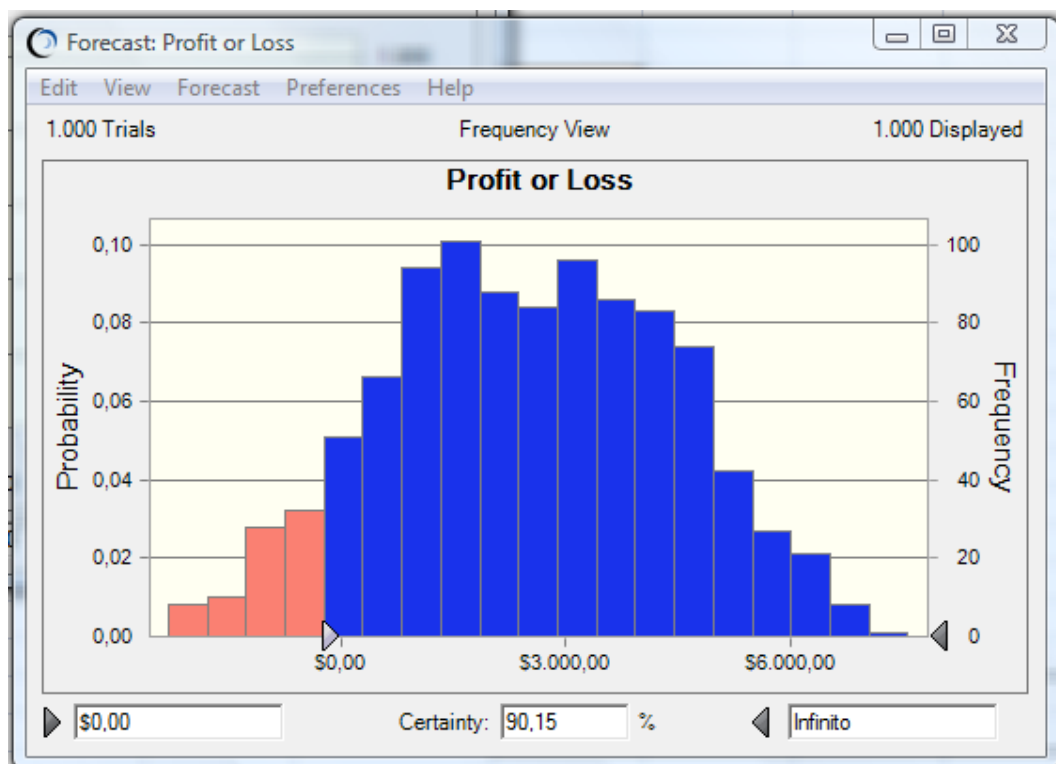 Forecast: Profit or Loss
Edit View Forecast Preferences Help
1.000 Trials Frequency View 1.000 Displayed
Profit or Loss
Probability
0,10
0,08
0,06
0,04
0,02
0,00
100
80
60
40
20
0
Frequency
$0,00 $3.000,00 $6.000,00
$0,00 Certainty: 90,15 % Infinito